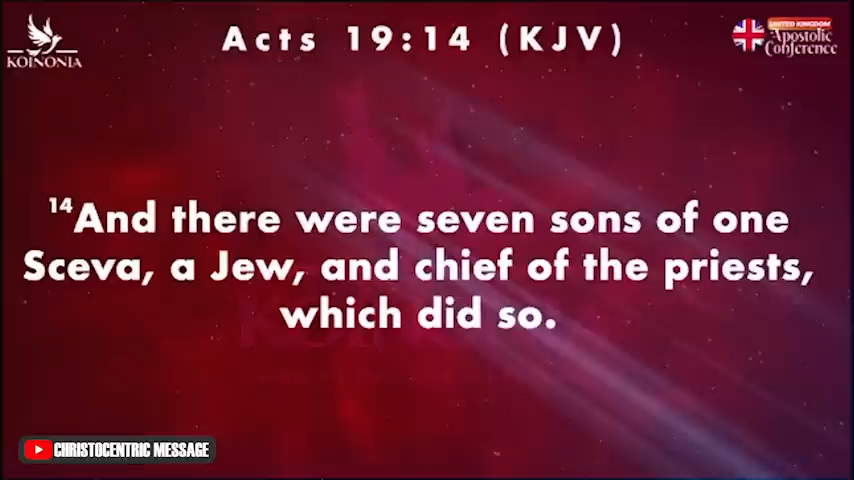 Acts 19:14 (KJV)
KOINONIA
UNITED KINGDOM
Apostolic
Conference
14And there were seven sons of one
Sceva, a Jew, and chief of the priests,
which did so.
CHRISTOCENTRIC MESSAGE